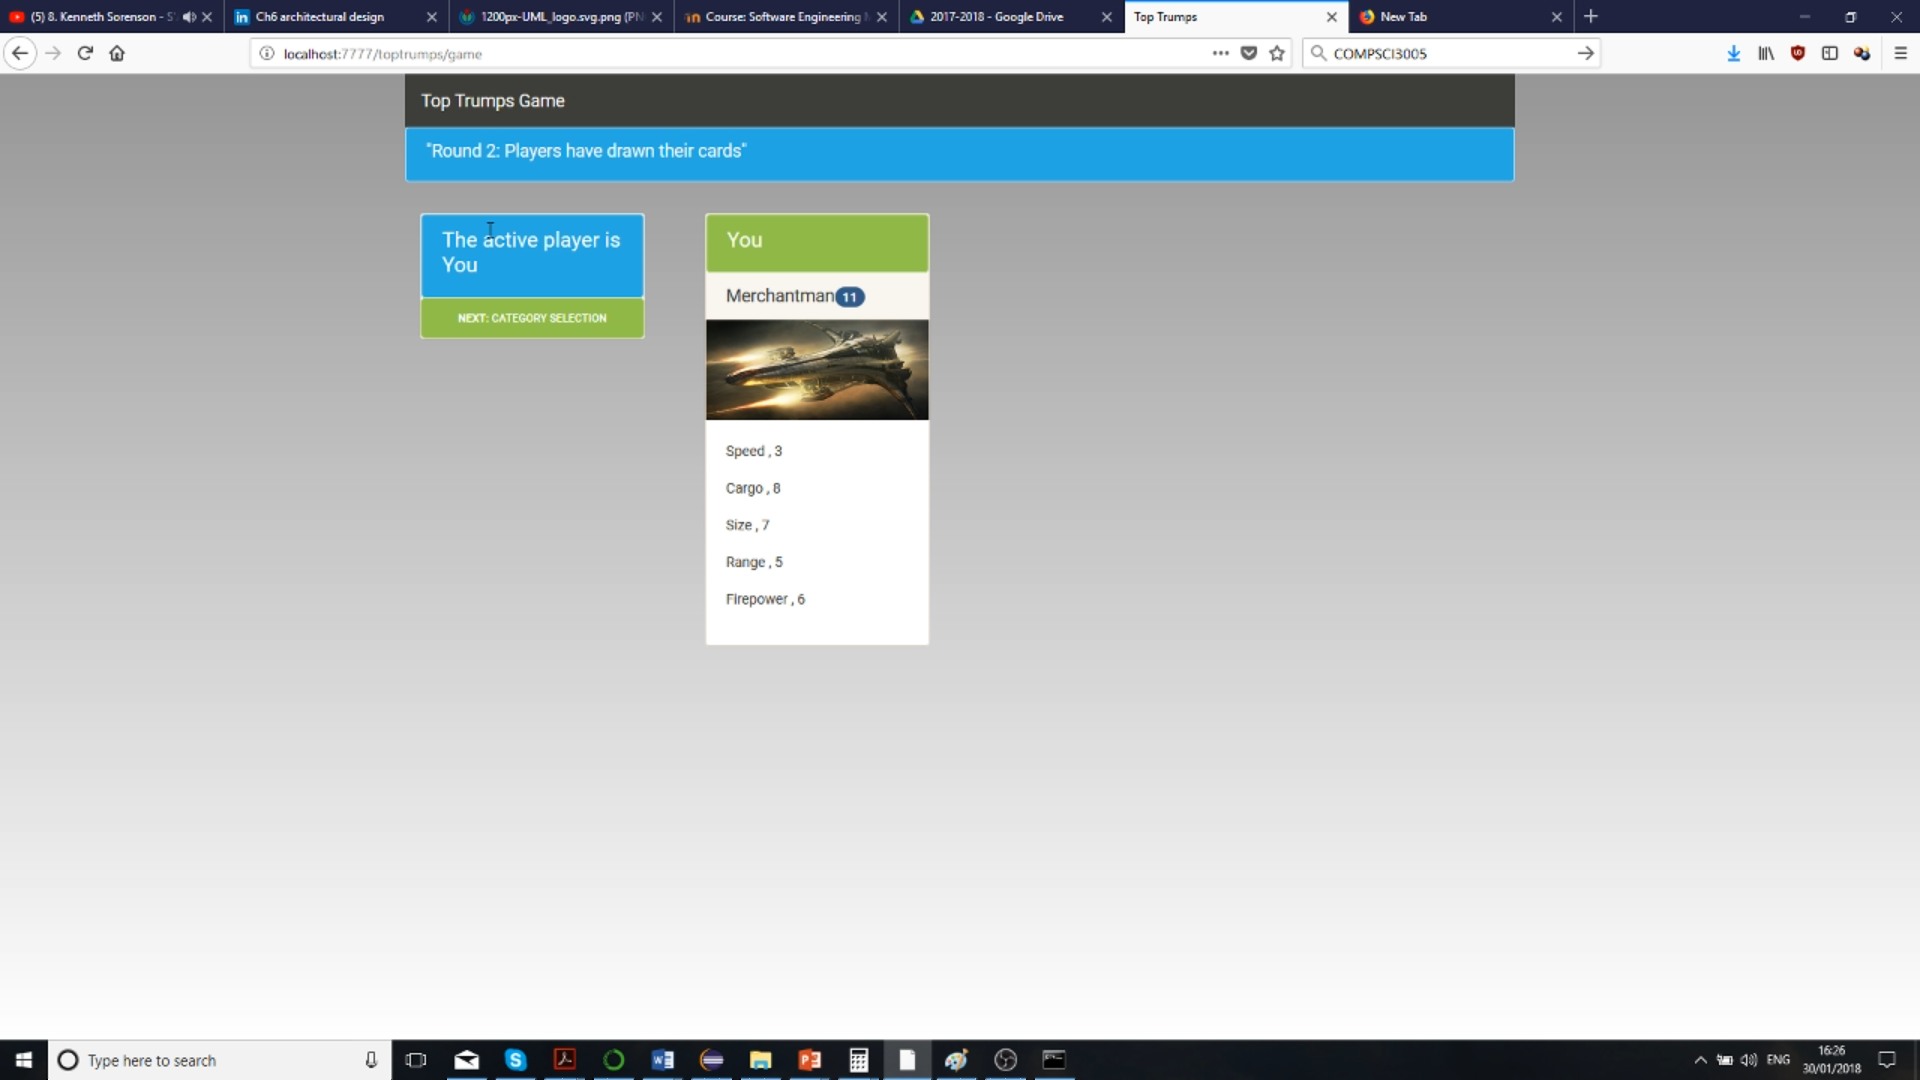 (5) 8. Kenneth Sorenson - S
Ch6 architectural design
1200px-UML_logo.svg.png (PN
Course: Software Engineering
2017-2018 - Google Drive
Top Trumps
New Tab
localhost:7777/toptrumps/game
COMPSCI3005
Top Trumps Game
"Round 2: Players have drawn their cards"
The active player is
You
NEXT: CATEGORY SELECTION
You
Merchantman 11
Speed , 3
Cargo , 8
Size , 7
Range , 5
Firepower , 6
Type here to search
ENG
16:26
30/01/2018